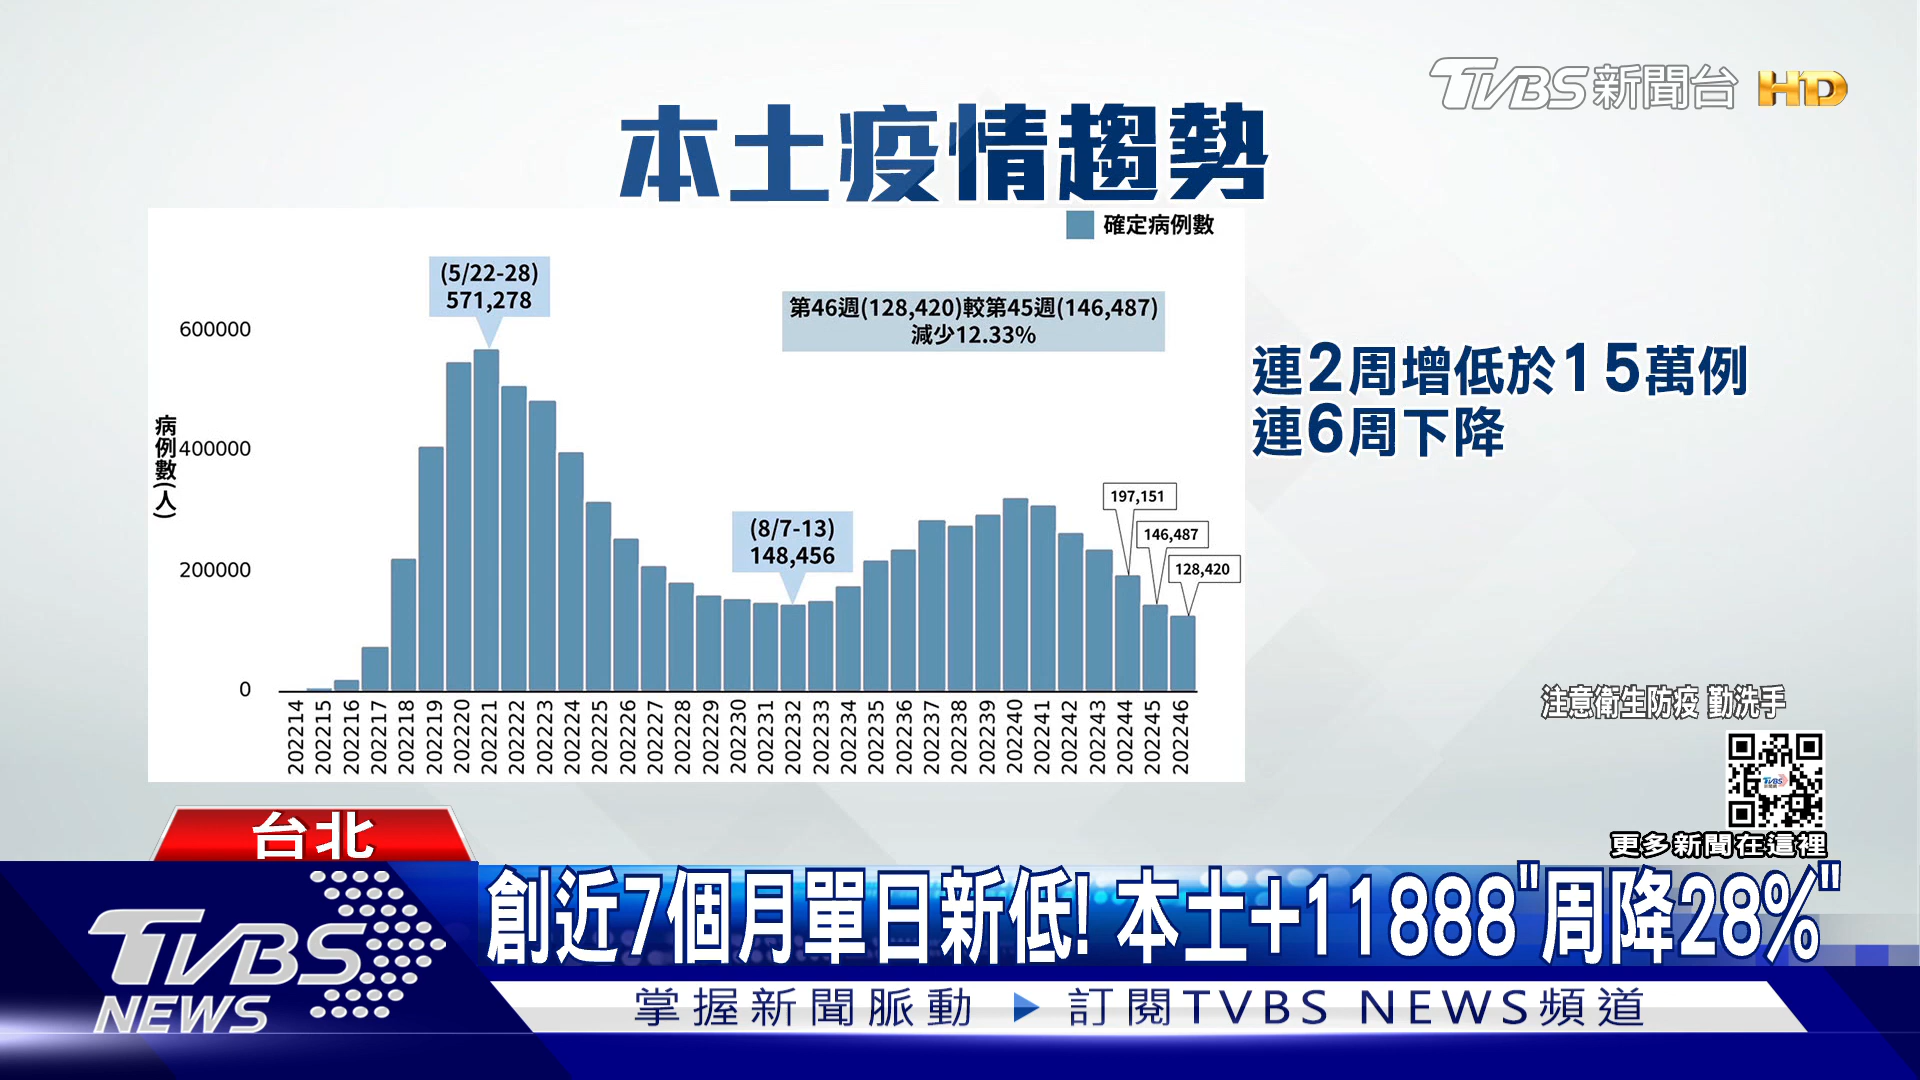 TVBS新聞台 HD
本土疫情趨勢
確定病例數
(5/22-28)
571,278
第46週(128,420)較第45週(146,487)
減少12.33%
連2周增低於15萬例
連6周下降
病例數(人)
600000
400000
200000
0
(8/7-13)
148,456
197,151
146,487
128,420
202214
202215
202216
202217
202218
202219
202220
202221
202222
202223
202224
202225
202226
202227
202228
202229
202230
202231
202232
202233
202234
202235
202236
202237
202238
202239
202240
202241
202242
202243
202244
202245
202246
注意衛生防疫 勤洗手
TVBS
更多新聞在這裡
台北
創近7個月單日新低! 本土+11888"周降28%"
TVBS
NEWS
掌握新聞脈動 ▶ 訂閱TVBS NEWS頻道